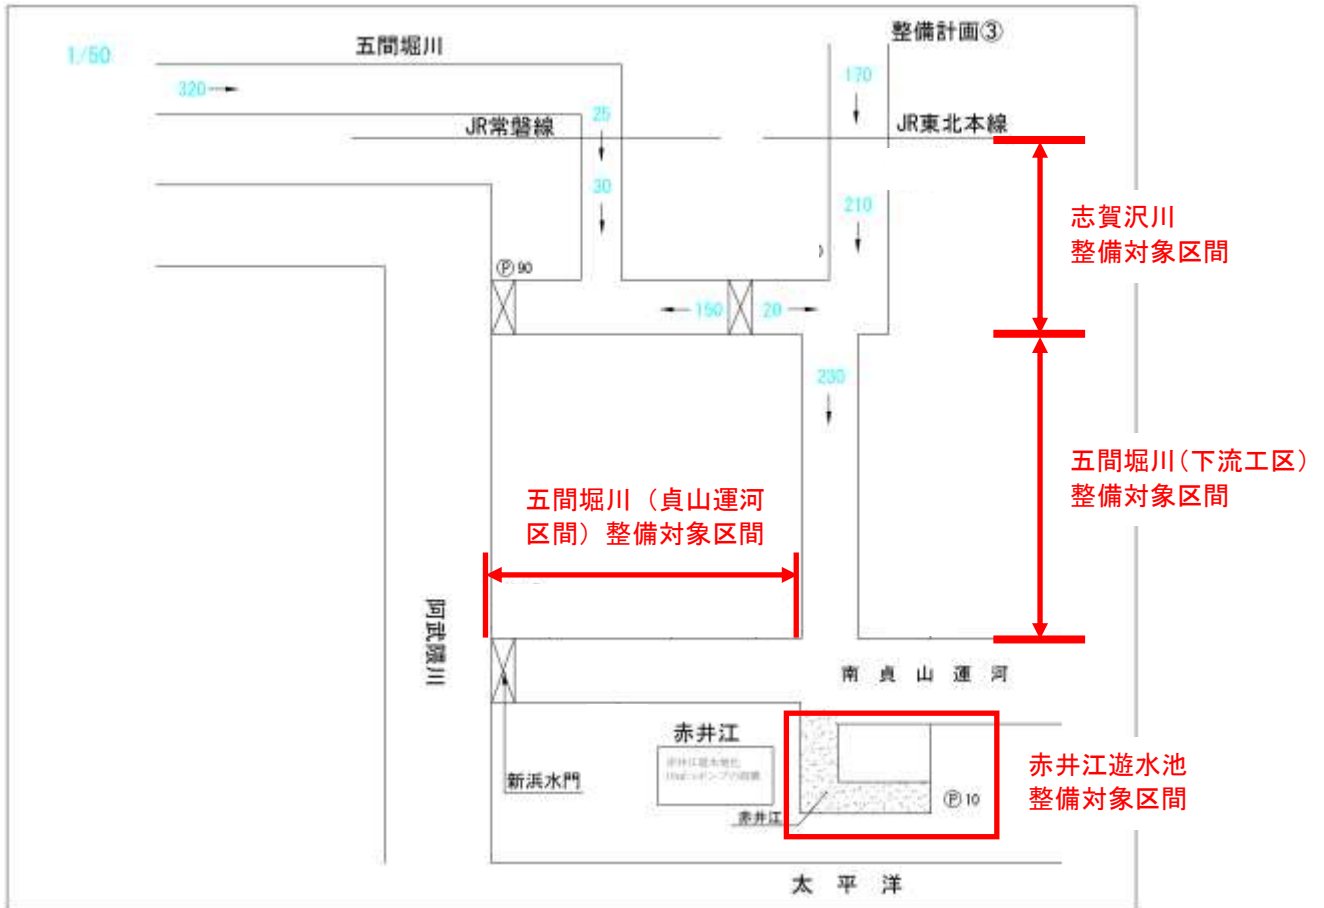 整備計画③
1/50
五間堀川
320
170
25
JR常磐線
JR東北本線
30
210
志賀沢川
整備対象区間
Ⓟ90
150
20
230
五間堀川(下流工区)
整備対象区間
五間堀川（貞山運河
区間）整備対象区間
阿武隈川
南貞山運河
赤井江
新浜水門
赤井江
Ⓟ10
赤井江遊水池
整備対象区間
太平洋